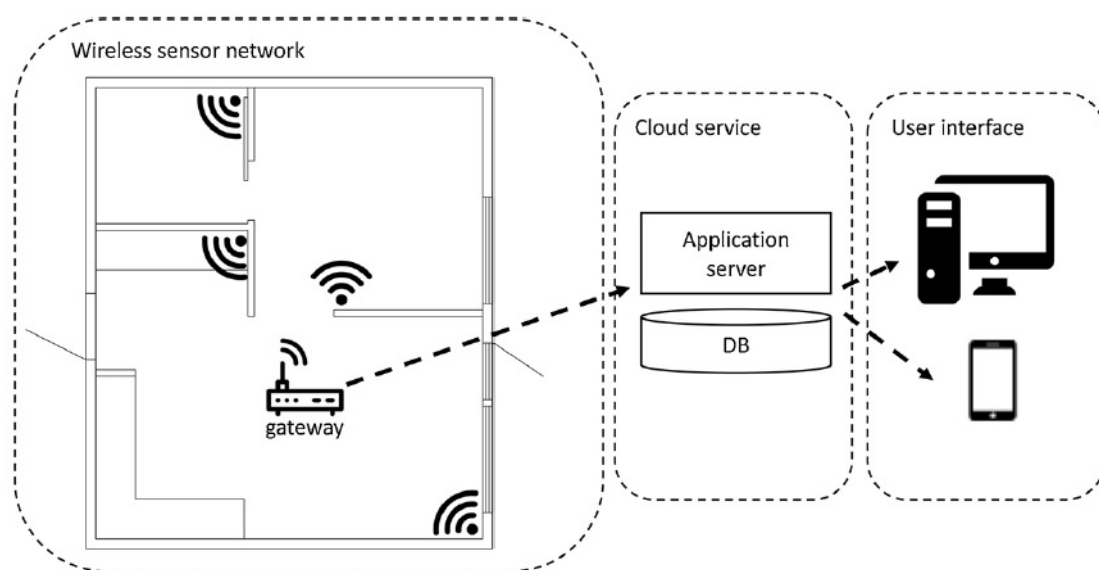 Wireless sensor network
Cloud service
User interface
Application
server
DB
gateway